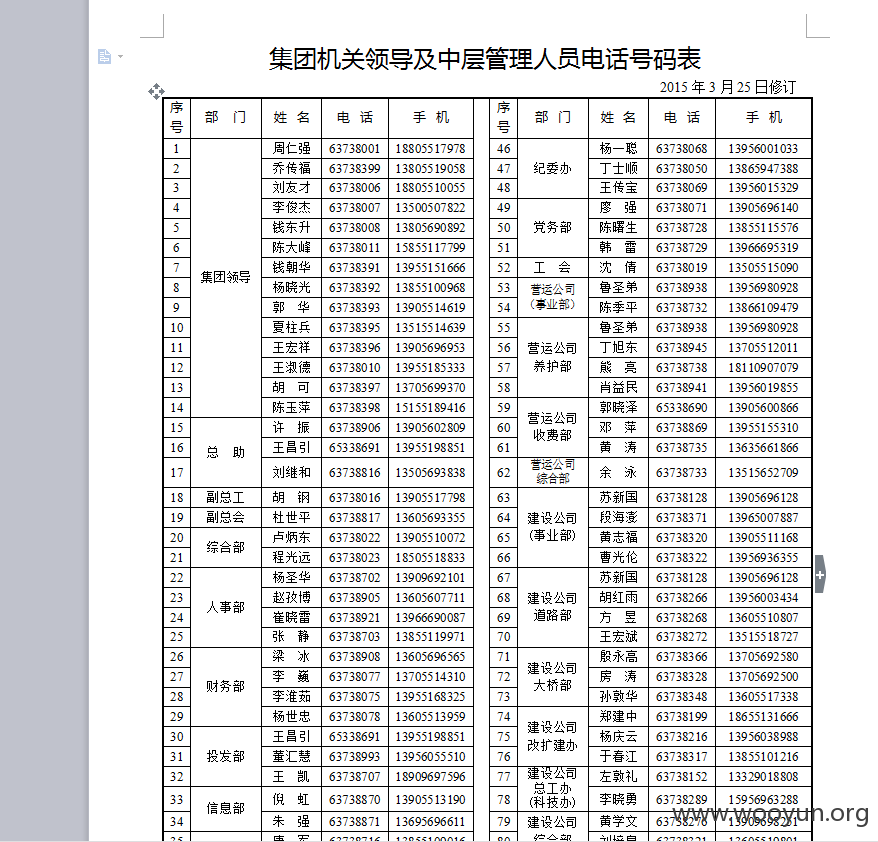 集团机关领导及中层管理人员电话号码表
2015 年 3 月 25 日修订
序号 部 门 姓 名 电 话 手 机 序号 部 门 姓 名 电 话 手 机
1 集团领导 周仁强 63738001 18805517978 46 纪委办 杨一聪 63738068 13956001033
2 乔传福 63738399 13805519058 47 丁士顺 63738050 13865947388
3 刘友才 63738006 18805510055 48 王传宝 63738069 13956015329
4 李俊杰 63738007 13500507822 49 党务部 廖 强 63738071 13905696140
5 钱东升 63738008 13805690892 50 陈曙生 63738728 13855115576
6 陈大峰 63738011 15855117799 51 韩 雷 63738729 13966695319
7 钱朝华 63738391 13955151666 52 工 会 沈 倩 63738019 13505515090
8 杨晓光 63738392 13855100968 53 营运公司（事业部） 鲁圣弟 63738938 13956980928
9 郭 华 63738393 13905514619 54 陈季平 63738732 13866109479
10 夏柱兵 63738395 13515514639 55 营运公司养护部 鲁圣弟 63738938 13956980928
11 王宏祥 63738396 13905696953 56 丁旭东 63738945 13705512011
12 王淑德 63738010 13955185333 57 熊 亮 63738738 18110907079
13 胡 可 63738397 13705699370 58 肖益民 63738941 13956019855
14 陈玉萍 63738398 15155189416 59 营运公司收费部 郭晓泽 65338690 13905600866
15 总 助 许 振 63738906 13905602809 60 邓 萍 63738869 13955155310
16 王昌引 65338691 13955198851 61 黄 涛 63738735 13635661866
17 刘继和 63738816 13505693838 62 营运公司综合部 余 泳 63738733 13515652709
18 副总工 胡 钢 63738016 13905517798 63 建设公司(事业部) 苏新国 63738128 13905696128
19 副总会 杜世平 63738817 13605693355 64 段海澎 63738371 13965007887
20 综合部 卢炳东 63738022 13905510072 65 黄志福 63738320 13905511168
21 程光远 63738023 18505518833 66 曹光伦 63738322 13956936355
22 人事部 杨圣华 63738702 13909692101 67 建设公司道路部 苏新国 63738128 13905696128
23 赵孜博 63738905 13605607711 68 胡红雨 63738266 13956003434
24 崔晓雷 63738921 13966690087 69 方 昱 63738268 13605510807
25 张 静 63738703 13855119971 70 王宏斌 63738272 13515518727
26 财务部 梁 冰 63738908 13605696565 71 建设公司大桥部 殷永高 63738366 13705692580
27 李 巍 63738077 13705514310 72 房 涛 63738328 13705692500
28 李淮茹 63738075 13955168325 73 孙敦华 63738348 13605517338
29 杨世忠 63738078 13605513959 74 建设公司改扩建办 郑建中 63738199 18655131666
30 投发部 王昌引 65338691 13955198851 75 杨庆云 63738216 13956038988
31 董汇慧 63738993 13956055510 76 于春江 63738317 13855101216
32 王 凯 63738707 18909697596 77 建设公司总工办(科技办) 左敦礼 63738152 13329018808
33 信息部 倪 虹 63738870 13905513190 78 李晓勇 63738289 15956963288
34 朱 强 63738871 13695696611 79 建设公司 黄学文 63738276
www.wooyun.org